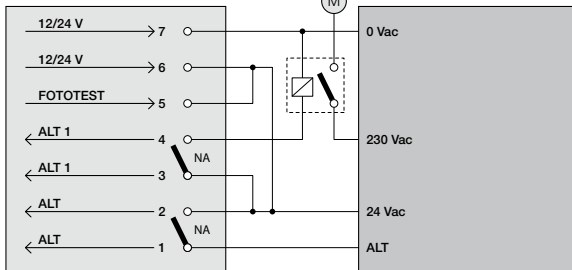 M
12/24 V 7 0 Vac
12/24 V 6
FOTOTEST 5
ALT 1 4 230 Vac
NA
ALT 1 3
ALT 2 24 Vac
NA
ALT 1 ALT